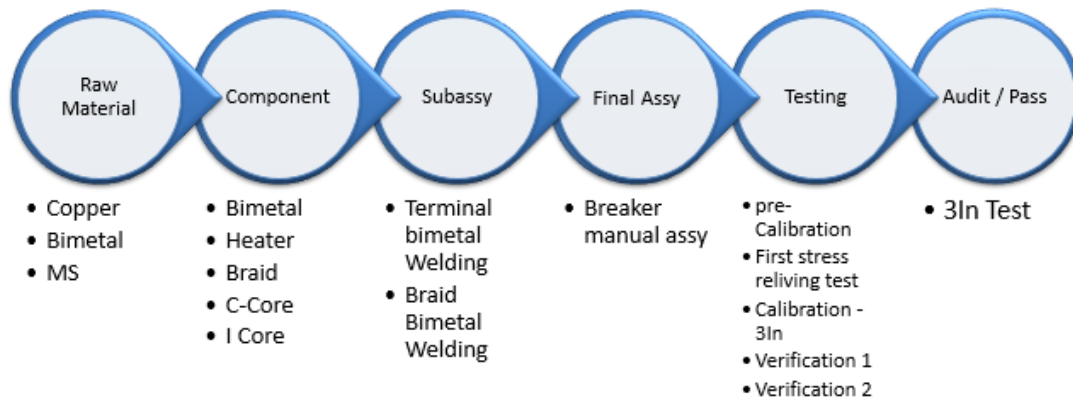 Raw
Material
Component
Subassy
Final Assy
Testing
Audit / Pass
• Copper
• Bimetal
• MS
• Bimetal
• Heater
• Braid
• C-Core
• I Core
• Terminal
bimetal
Welding
• Braid
Bimetal
Welding
• Breaker
manual assy
• pre-
Calibration
• First stress
reliving test
• Calibration -
3In
• Verification 1
• Verification 2
• 3In Test